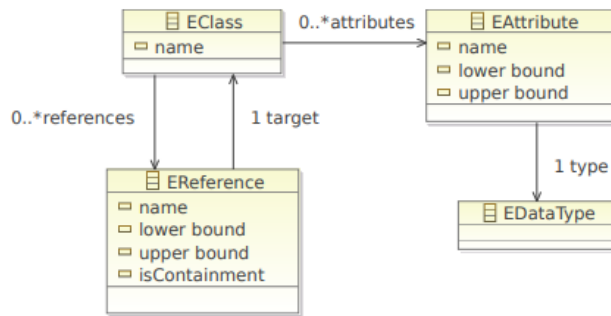 EClass
name
0..*attributes
EAttribute
name
lower bound
upper bound
0..*references
1 target
1 type
EReference
name
lower bound
upper bound
isContainment
EDataType